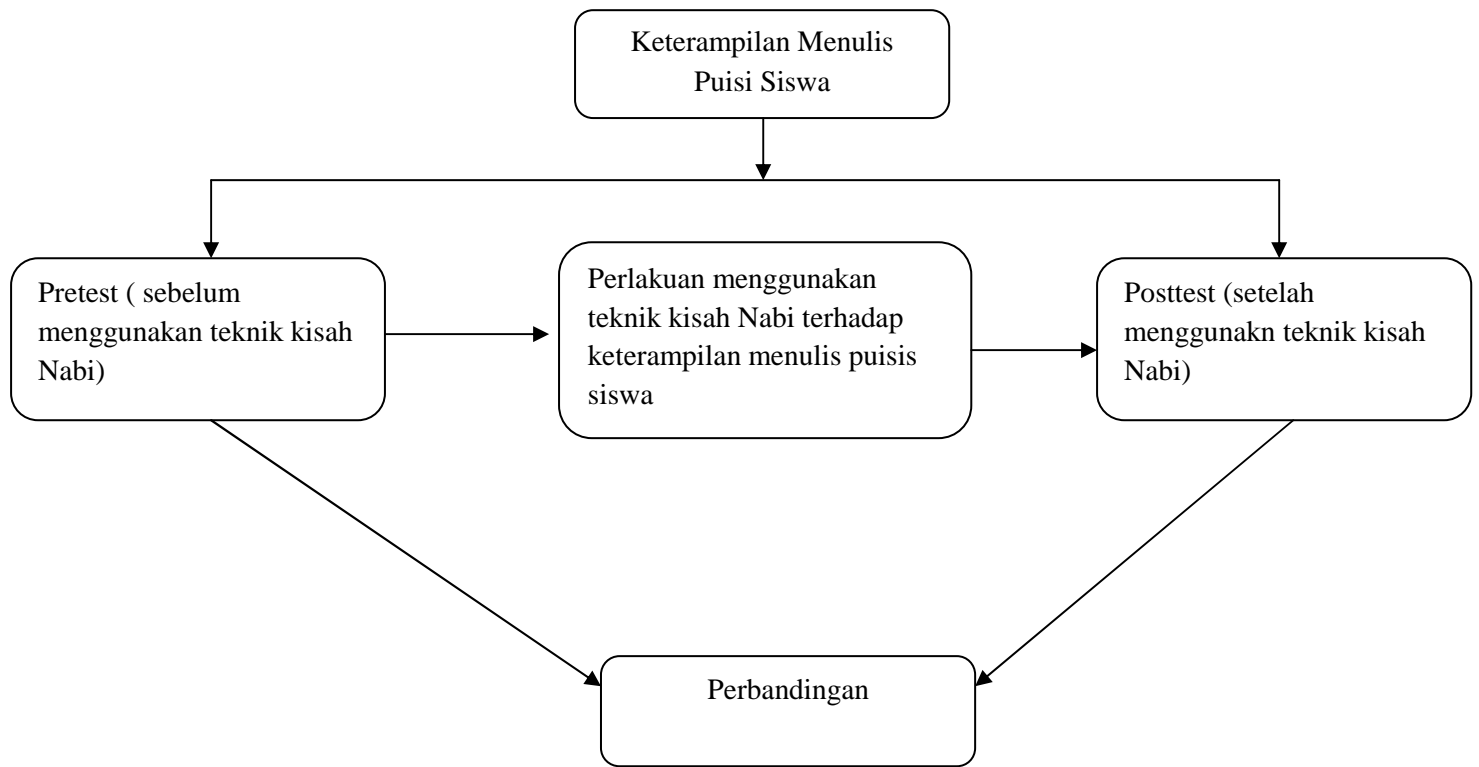 Keterampilan Menulis
Puisi Siswa
Pretest ( sebelum
menggunakan teknik kisah
Nabi)
Perlakuan menggunakan
teknik kisah Nabi terhadap
keterampilan menulis puisis
siswa
Posttest (setelah
menggunakn teknik kisah
Nabi)
Perbandingan